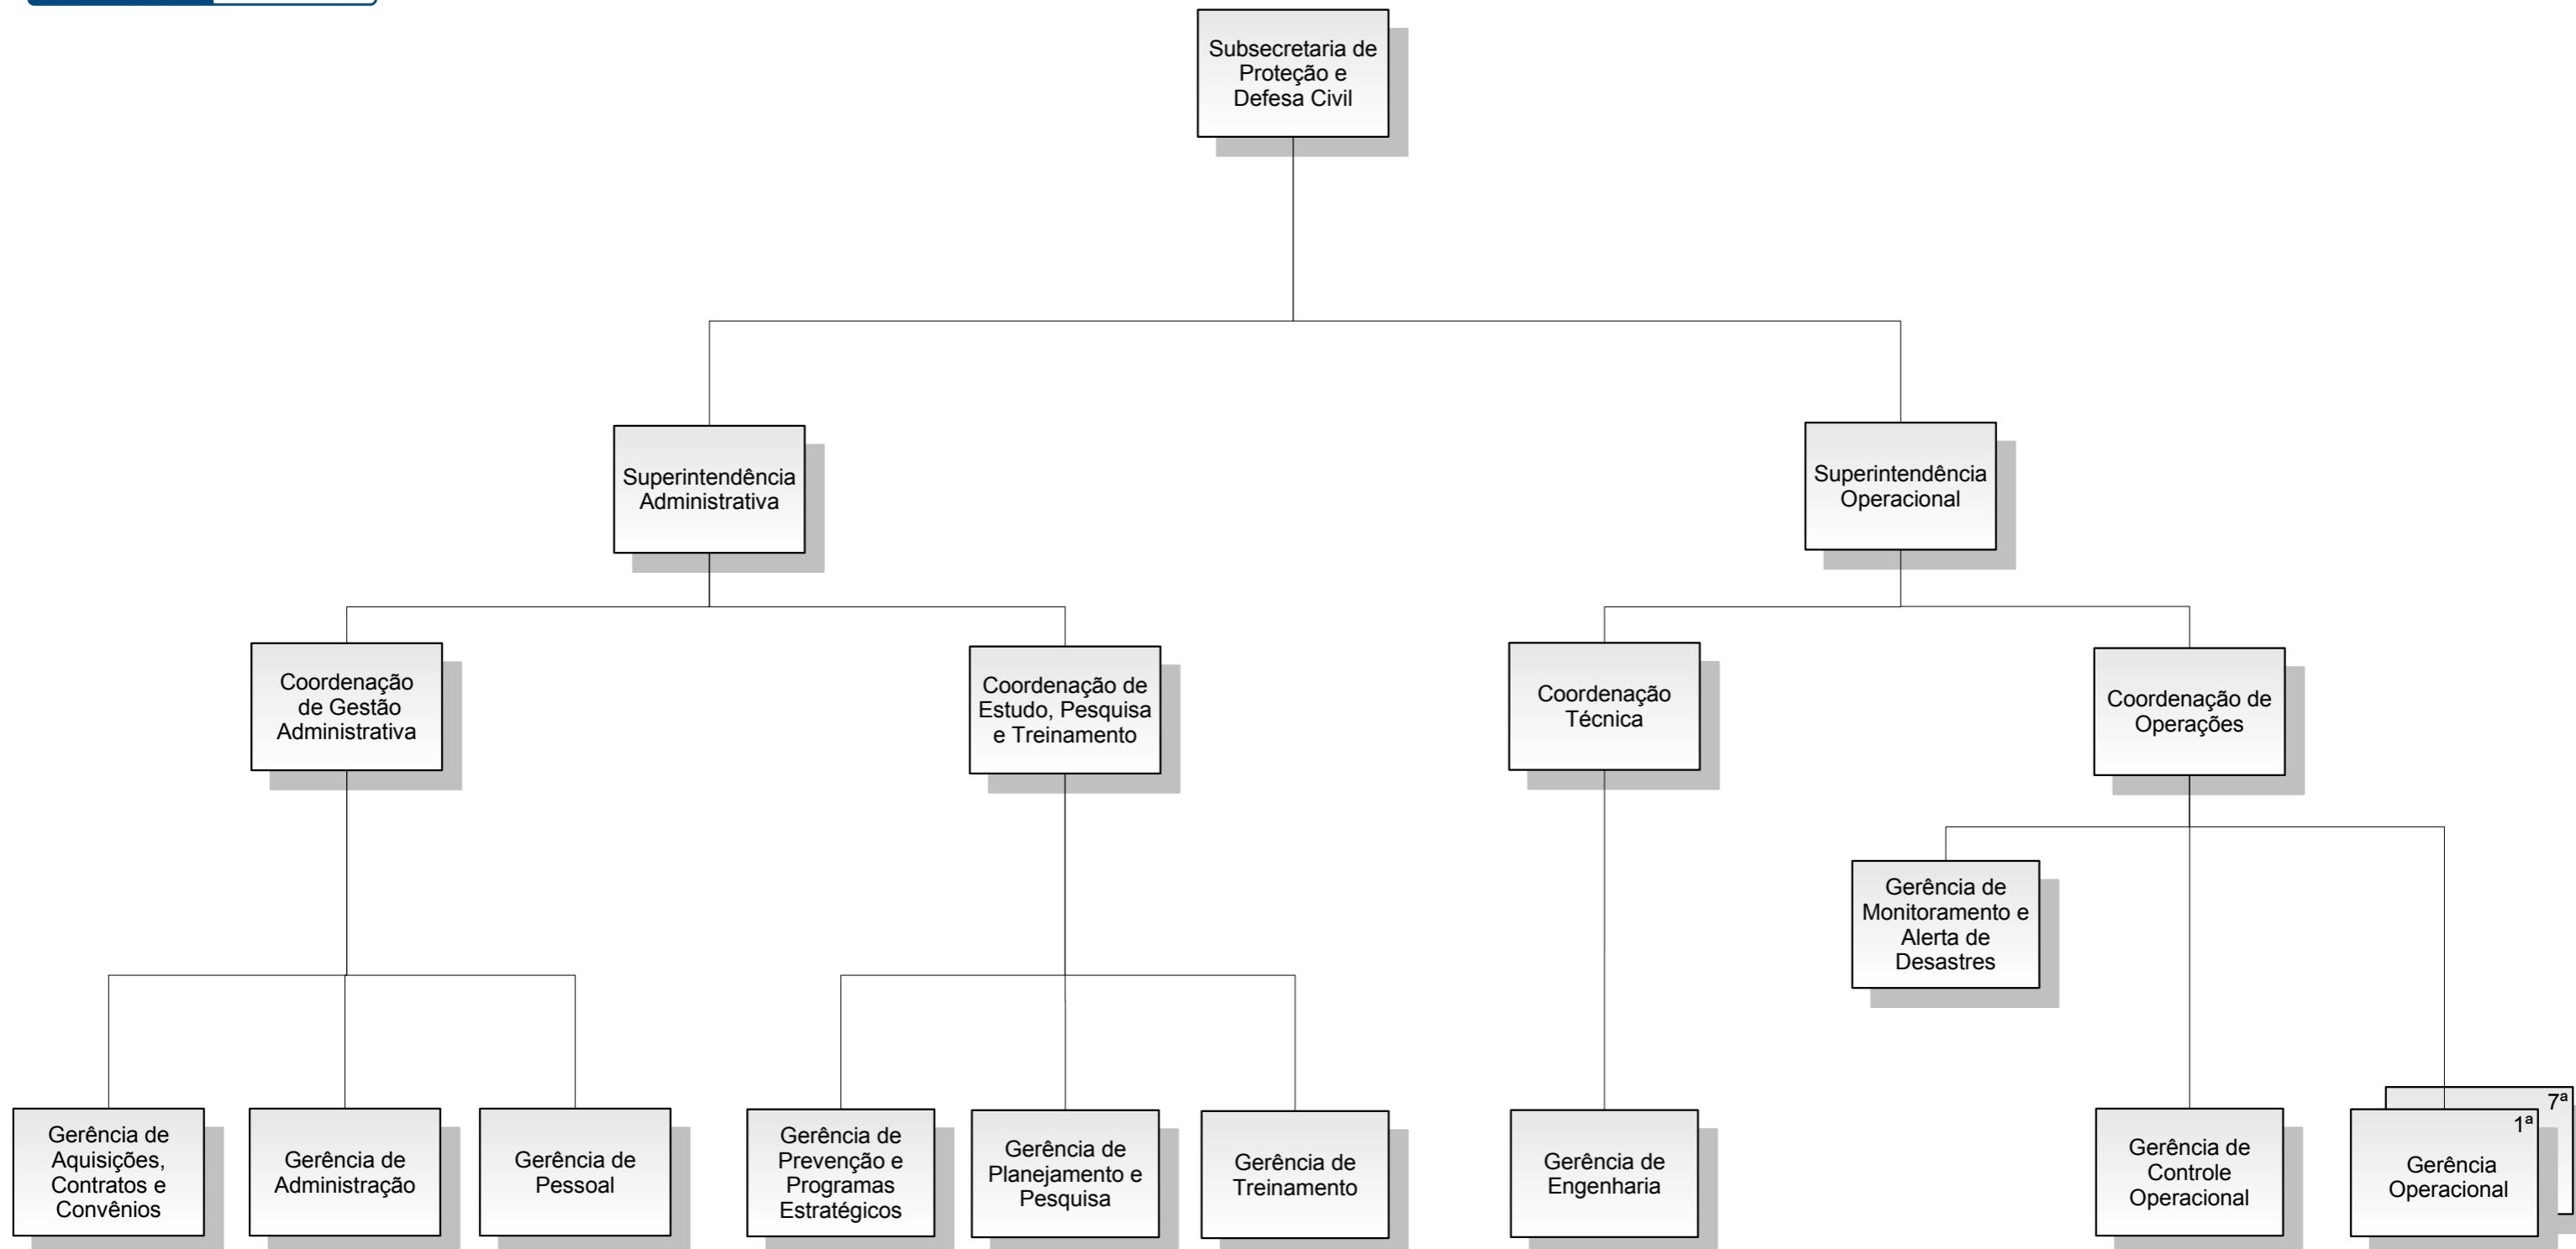 Subsecretaria de
Proteção e
Defesa Civil
Superintendência
Administrativa
Superintendência
Operacional
Coordenação
de Gestão
Administrativa
Coordenação de
Estudo, Pesquisa
e Treinamento
Coordenação
Técnica
Coordenação de
Operações
Gerência de
Monitoramento e
Alerta de
Desastres
Gerência de
Aquisições,
Contratos e
Convênios
Gerência de
Administração
Gerência de
Pessoal
Gerência de
Prevenção e
Programas
Estratégicos
Gerência de
Planejamento e
Pesquisa
Gerência de
Treinamento
Gerência de
Engenharia
Gerência de
Controle
Operacional
7ª
1ª
Gerência
Operacional